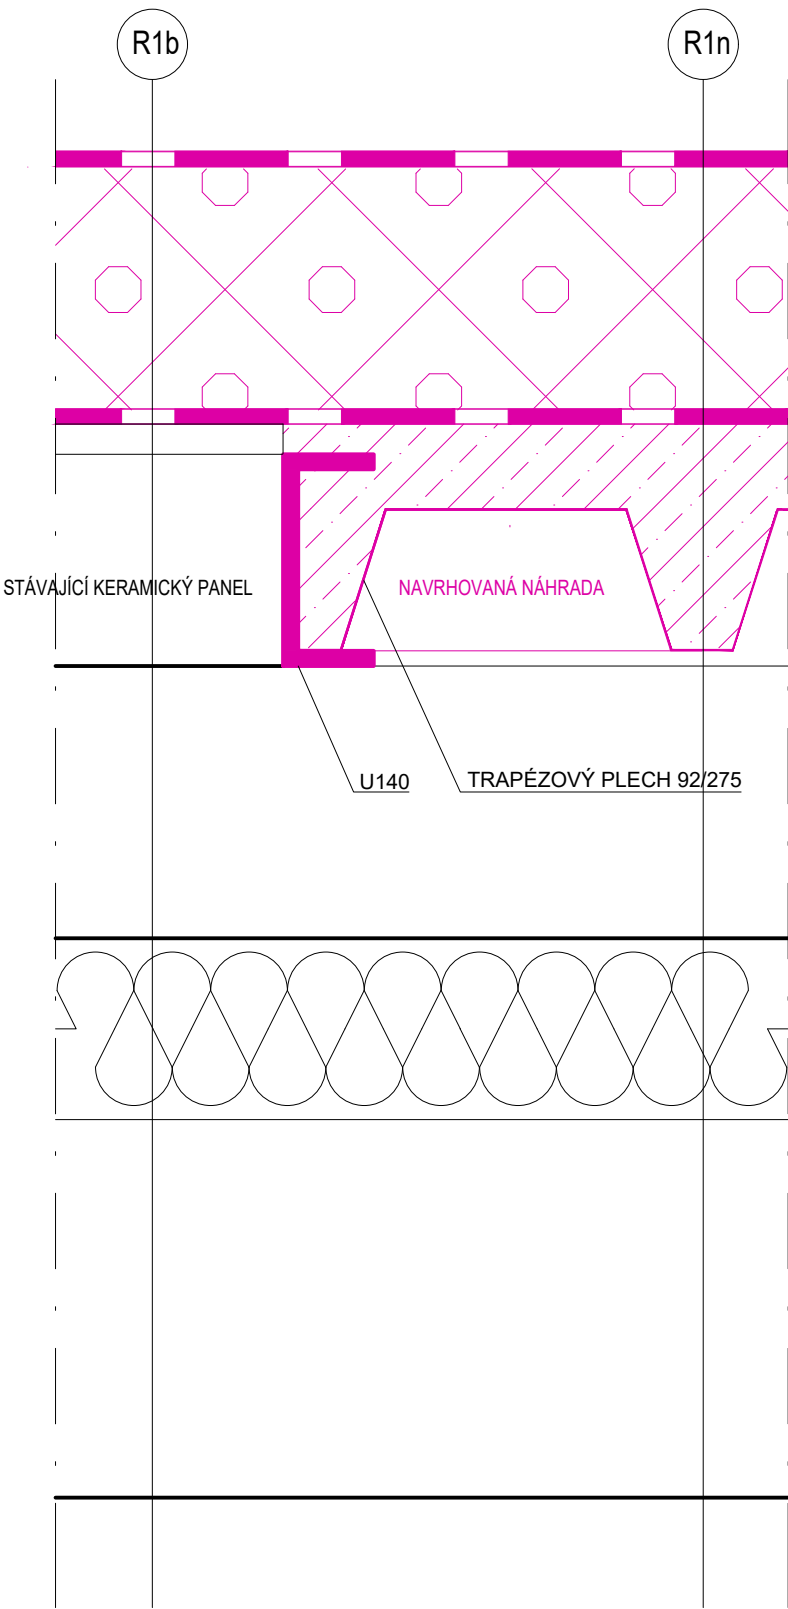 R1b
R1n
STÁVAJÍCÍ KERAMICKÝ PANEL
NAVRHOVANÁ NÁHRADA
U140
TRAPÉZOVÝ PLECH 92/275